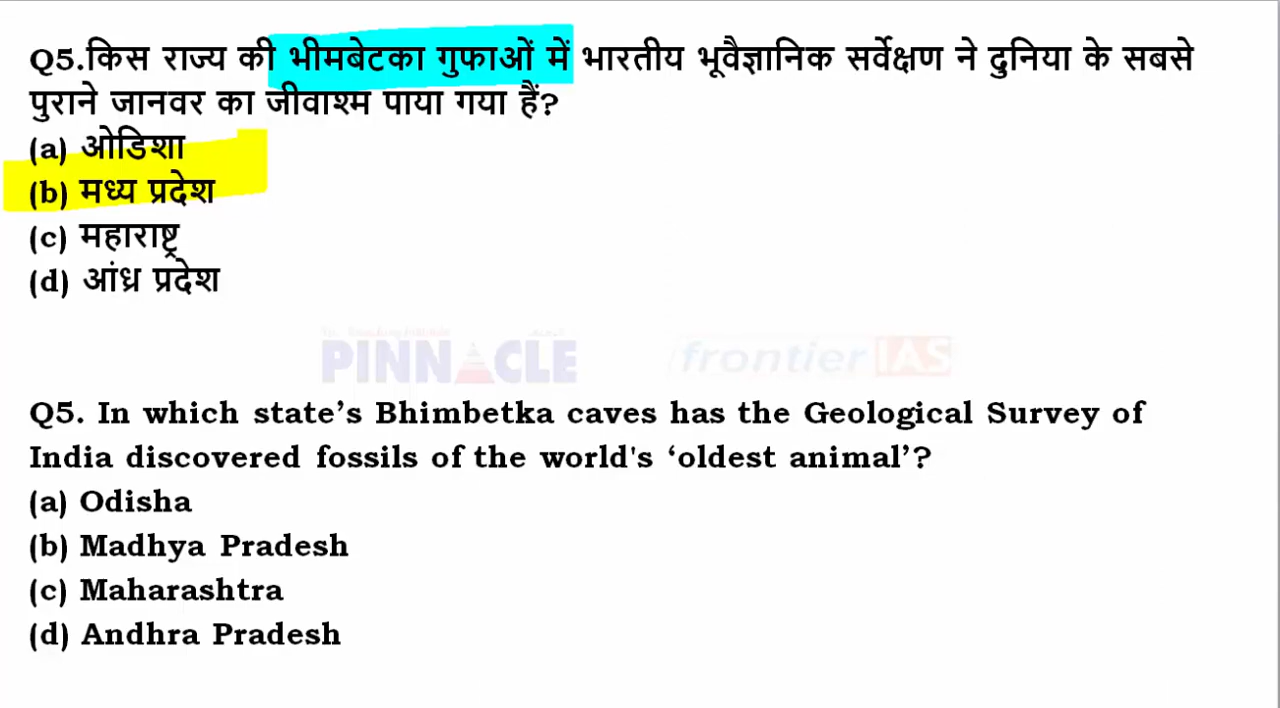 Q5.किस राज्य की भीमबेटका गुफाओं में भारतीय भूवैज्ञानिक सर्वेक्षण ने दुनिया के सबसे
पुराने जानवर का जीवाश्म पाया गया हैं?
(a) ओडिशा
(b) मध्य प्रदेश
(c) महाराष्ट्र
(d) आंध्र प्रदेश
PINNACLE frontier IAS
Q5. In which state’s Bhimbetka caves has the Geological Survey of
India discovered fossils of the world's ‘oldest animal’?
(a) Odisha
(b) Madhya Pradesh
(c) Maharashtra
(d) Andhra Pradesh